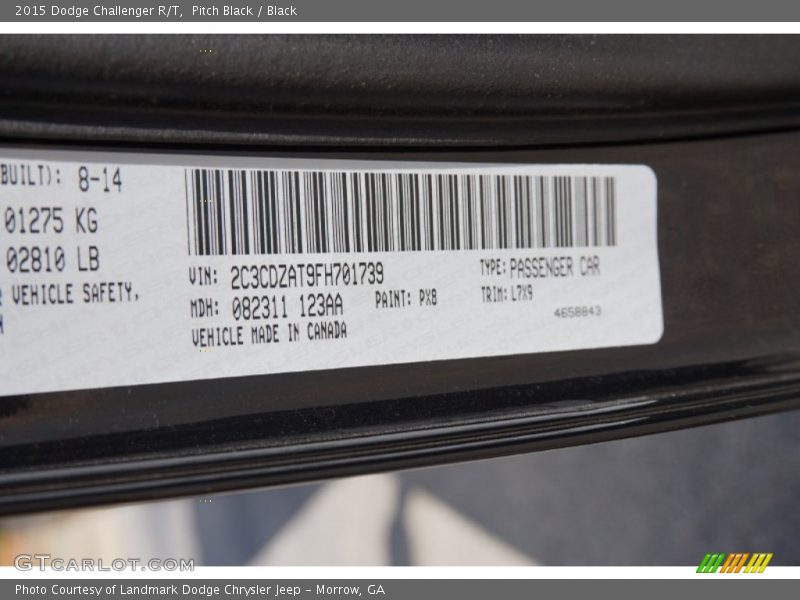 2015 Dodge Challenger R/T, Pitch Black / Black
BUILT): 8-14
01275 KG
02810 LB
VEHICLE SAFETY,
VIN: 2C3CDZAT9FH701739
TYPE: PASSENGER CAR
MDH: 082311 123AA PAINT: PX8
TRIM: L7X9
VEHICLE MADE IN CANADA
4658843
GTCARLOT.COM
Photo Courtesy of Landmark Dodge Chrysler Jeep – Morrow, GA